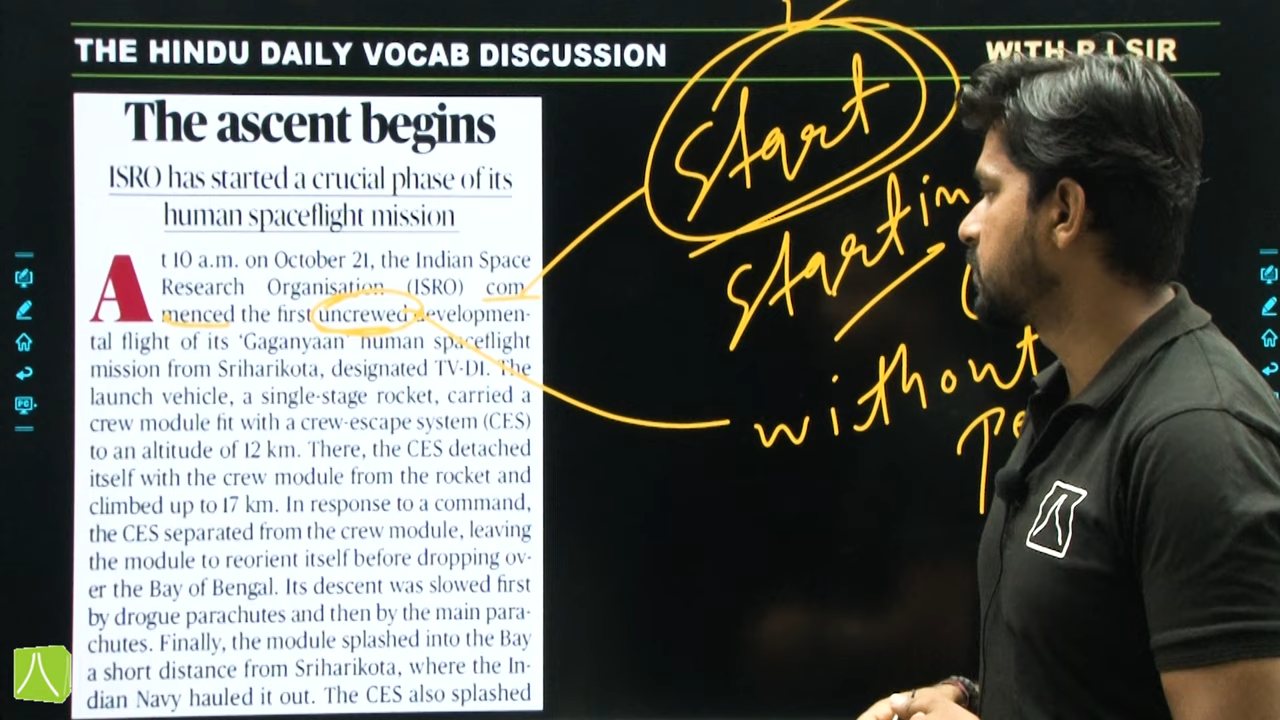 THE HINDU DAILY VOCAB DISCUSSION
WITH R J SIR
The ascent begins
ISRO has started a crucial phase of its
human spaceflight mission
At 10 a.m. on October 21, the Indian Space
Research Organisation (ISRO) com
menced the first uncrewed developmen-
tal flight of its ‘Gaganyaan’ human spaceflight
mission from Sriharikota, designated TV-D1. The
launch vehicle, a single-stage rocket, carried a
crew module fit with a crew-escape system (CES)
to an altitude of 12 km. There, the CES detached
itself with the crew module from the rocket and
climbed up to 17 km. In response to a command,
the CES separated from the crew module, leaving
the module to reorient itself before dropping ov-
er the Bay of Bengal. Its descent was slowed first
by drogue parachutes and then by the main para-
chutes. Finally, the module splashed into the Bay
a short distance from Sriharikota, where the In-
dian Navy hauled it out. The CES also splashed
start
startin
without
Pe
PC